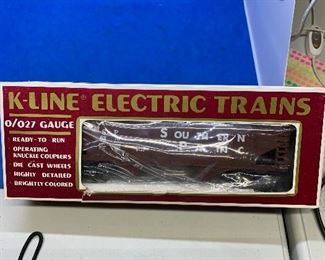 K-LINE® ELECTRIC TRAINS
O/027 GAUGE
READY-TO RUN
OPERATING
KNUCKLE COUPLERS
DIE CAST WHEELS
HIGHLY DETAILED
BRIGHTLY COLORED
S P
SOUTHERN
PACIFIC